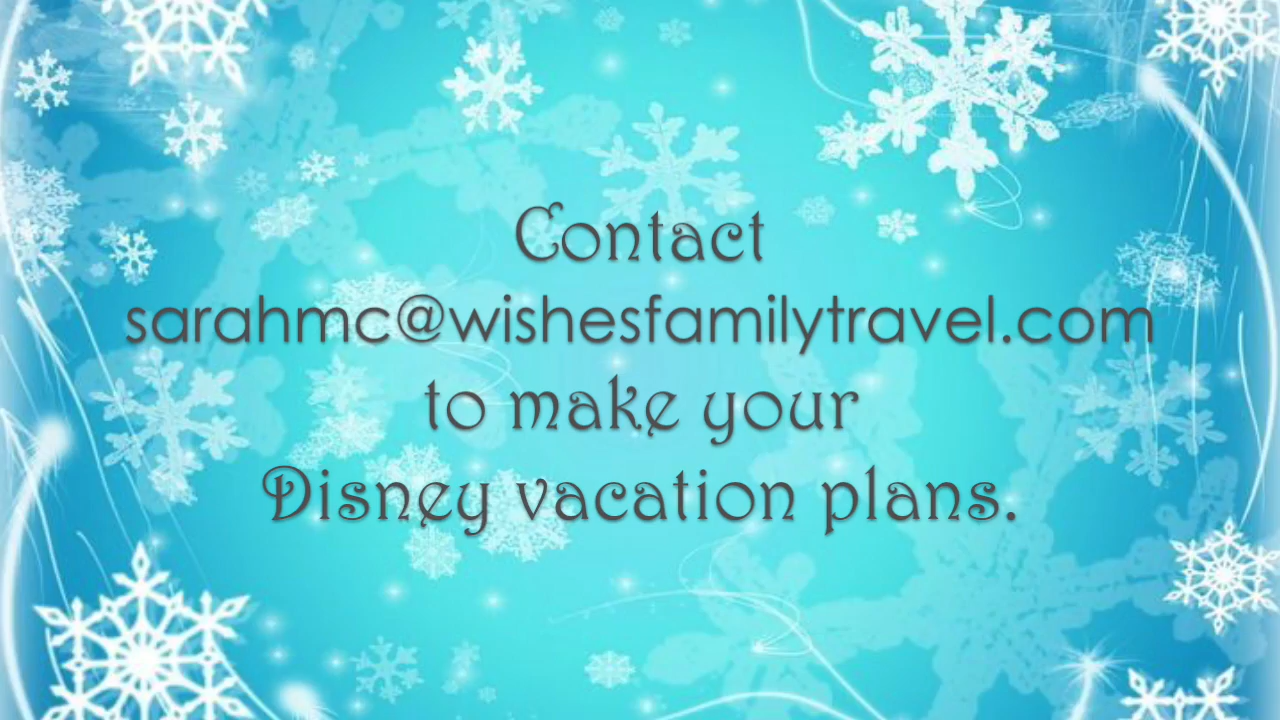 Contact
sarahmc@wishesfamilytravel.com
to make your
Disney vacation plans.